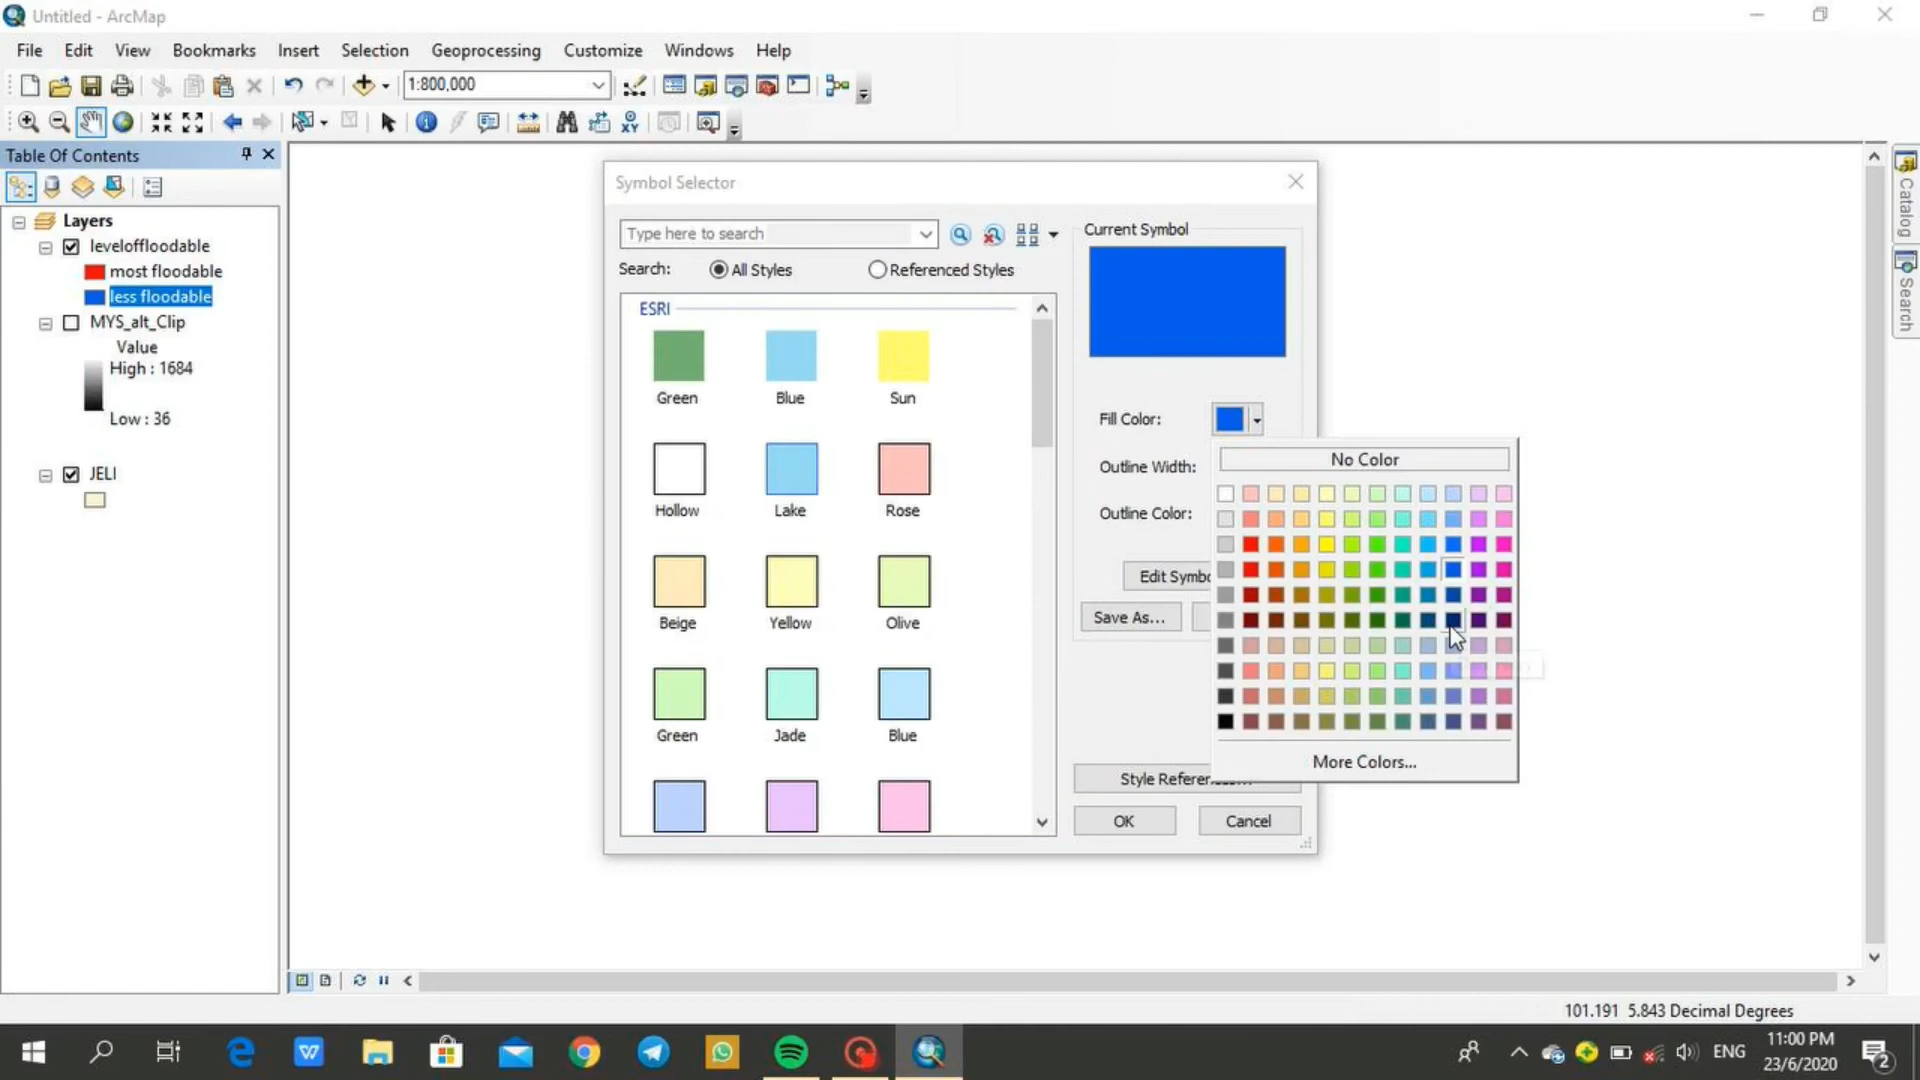 Untitled - ArcMap
File Edit View Bookmarks Insert Selection Geoprocessing Customize Windows Help
1:800,000
Table Of Contents
Layers
leveloffloodable
most floodable
less floodable
MYS_alt_Clip
Value
High : 1684
Low : 36
JELI
Symbol Selector
Type here to search
Search: All Styles Referenced Styles
ESRI
Green Blue Sun
Hollow Lake Rose
Beige Yellow Olive
Green Jade Blue
Current Symbol
Fill Color:
Outline Width:
Outline Color:
Edit Symbo
Save As...
Style Referen
OK Cancel
No Color
More Colors...
Catalog
Search
101.191 5.843 Decimal Degrees
W
XY
ENG
11:00 PM
23/6/2020
2